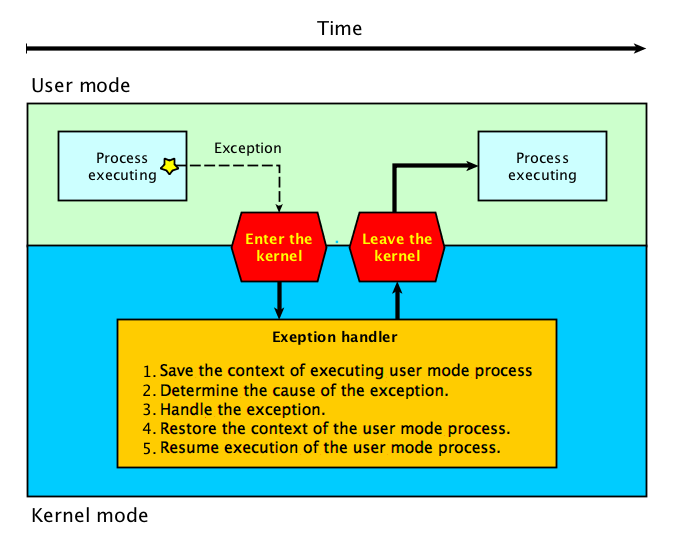 Time
User mode
Process
executing
Exception
Process
executing
Enter the
kernel
Leave the
kernel
Exeption handler
1. Save the context of executing user mode process
2. Determine the cause of the exception.
3. Handle the exception.
4. Restore the context of the user mode process.
5. Resume execution of the user mode process.
Kernel mode